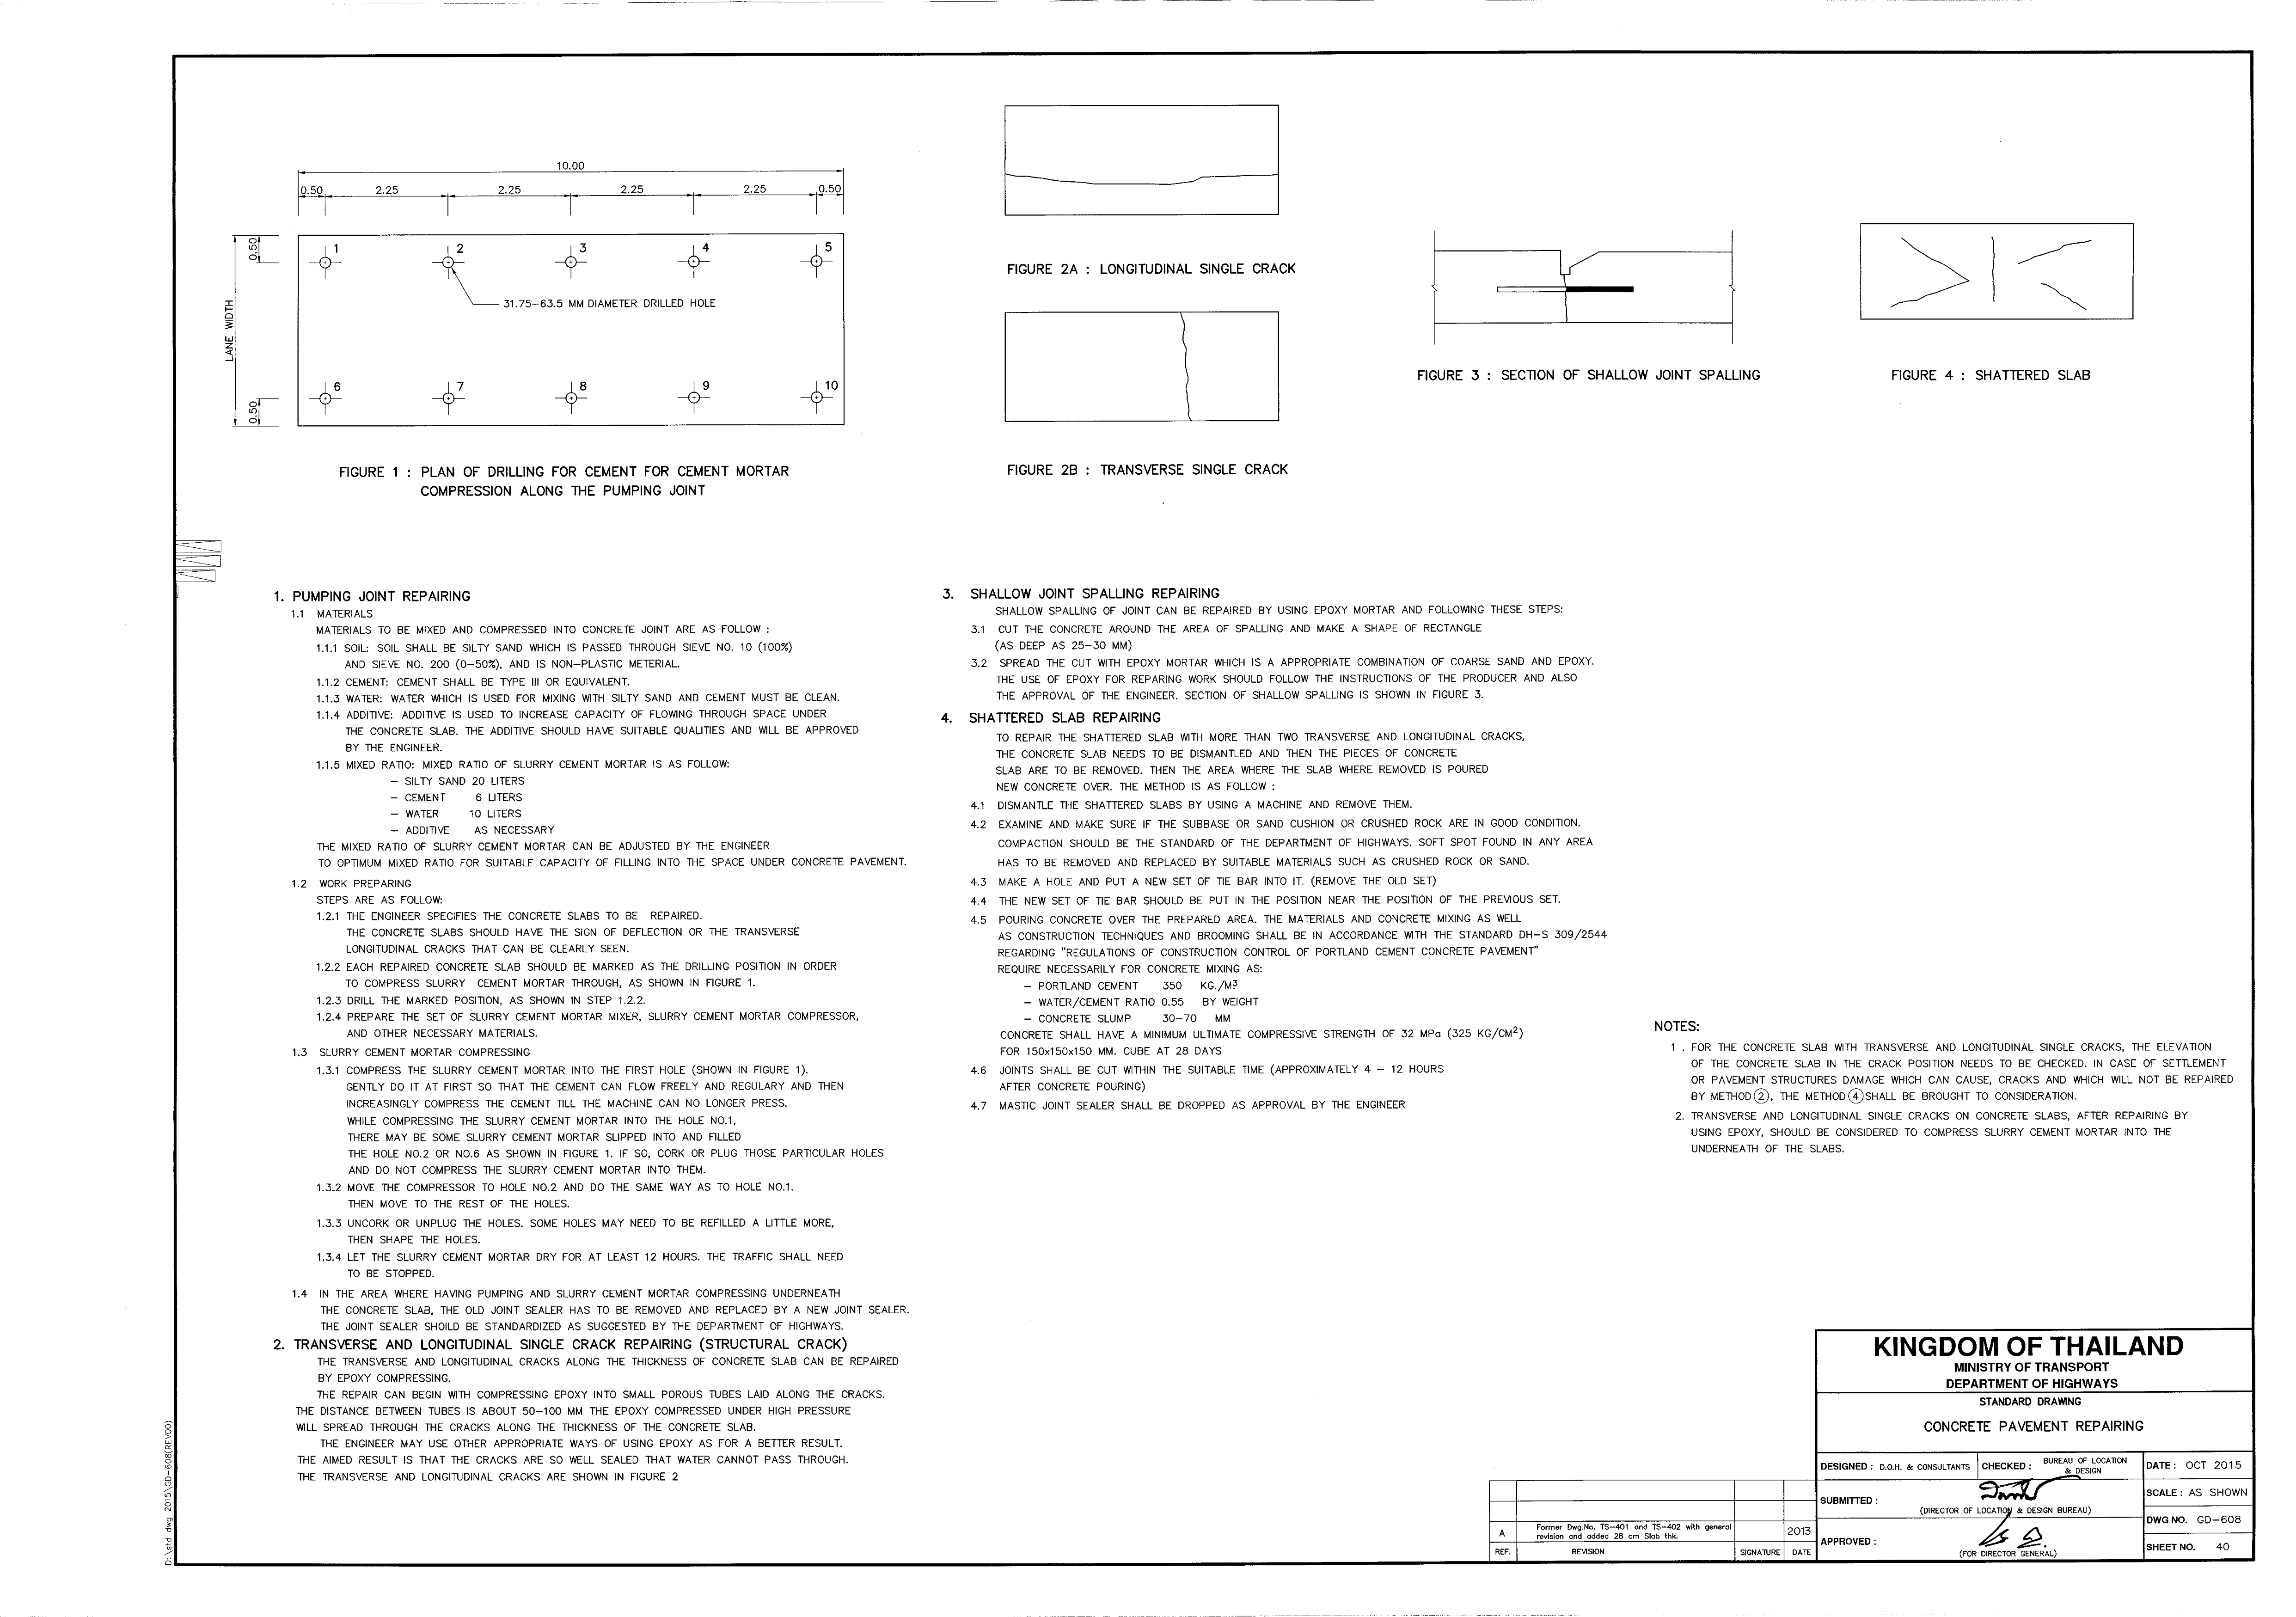 10.00
0.50 2.25 2.25 2.25 2.25 0.50
0.50
LANE WIDTH
0.50
1 2 3 4 5
31.75-63.5 MM DIAMETER DRILLED HOLE
6 7 8 9 10
FIGURE 1 : PLAN OF DRILLING FOR CEMENT FOR CEMENT MORTAR
COMPRESSION ALONG THE PUMPING JOINT
FIGURE 2A : LONGITUDINAL SINGLE CRACK
FIGURE 2B : TRANSVERSE SINGLE CRACK
FIGURE 3 : SECTION OF SHALLOW JOINT SPALLING
FIGURE 4 : SHATTERED SLAB
1. PUMPING JOINT REPAIRING
1.1 MATERIALS
MATERIALS TO BE MIXED AND COMPRESSED INTO CONCRETE JOINT ARE AS FOLLOW :
1.1.1 SOIL: SOIL SHALL BE SILTY SAND WHICH IS PASSED THROUGH SIEVE NO. 10 (100%)
AND SIEVE NO. 200 (0-50%), AND IS NON-PLASTIC METERIAL.
1.1.2 CEMENT: CEMENT SHALL BE TYPE III OR EQUIVALENT.
1.1.3 WATER: WATER WHICH IS USED FOR MIXING WITH SILTY SAND AND CEMENT MUST BE CLEAN.
1.1.4 ADDITIVE: ADDITIVE IS USED TO INCREASE CAPACITY OF FLOWING THROUGH SPACE UNDER
THE CONCRETE SLAB. THE ADDITIVE SHOULD HAVE SUITABLE QUALITIES AND WILL BE APPROVED
BY THE ENGINEER.
1.1.5 MIXED RATIO: MIXED RATIO OF SLURRY CEMENT MORTAR IS AS FOLLOW:
- SILTY SAND 20 LITERS
- CEMENT 6 LITERS
- WATER 10 LITERS
- ADDITIVE AS NECESSARY
THE MIXED RATIO OF SLURRY CEMENT MORTAR CAN BE ADJUSTED BY THE ENGINEER
TO OPTIMUM MIXED RATIO FOR SUITABLE CAPACITY OF FILLING INTO THE SPACE UNDER CONCRETE PAVEMENT.
1.2 WORK PREPARING
STEPS ARE AS FOLLOW:
1.2.1 THE ENGINEER SPECIFIES THE CONCRETE SLABS TO BE REPAIRED.
THE CONCRETE SLABS SHOULD HAVE THE SIGN OF DEFLECTION OR THE TRANSVERSE
LONGITUDINAL CRACKS THAT CAN BE CLEARLY SEEN.
1.2.2 EACH REPAIRED CONCRETE SLAB SHOULD BE MARKED AS THE DRILLING POSITION IN ORDER
TO COMPRESS SLURRY CEMENT MORTAR THROUGH, AS SHOWN IN FIGURE 1.
1.2.3 DRILL THE MARKED POSITION, AS SHOWN IN STEP 1.2.2.
1.2.4 PREPARE THE SET OF SLURRY CEMENT MORTAR MIXER, SLURRY CEMENT MORTAR COMPRESSOR,
AND OTHER NECESSARY MATERIALS.
1.3 SLURRY CEMENT MORTAR COMPRESSING
1.3.1 COMPRESS THE SLURRY CEMENT MORTAR INTO THE FIRST HOLE (SHOWN IN FIGURE 1).
GENTLY DO IT AT FIRST SO THAT THE CEMENT CAN FLOW FREELY AND REGULARY AND THEN
INCREASINGLY COMPRESS THE CEMENT TILL THE MACHINE CAN NO LONGER PRESS.
WHILE COMPRESSING THE SLURRY CEMENT MORTAR INTO THE HOLE NO.1,
THERE MAY BE SOME SLURRY CEMENT MORTAR SLIPPED INTO AND FILLED
THE HOLE NO.2 OR NO.6 AS SHOWN IN FIGURE 1. IF SO, CORK OR PLUG THOSE PARTICULAR HOLES
AND DO NOT COMPRESS THE SLURRY CEMENT MORTAR INTO THEM.
1.3.2 MOVE THE COMPRESSOR TO HOLE NO.2 AND DO THE SAME WAY AS TO HOLE NO.1.
THEN MOVE TO THE REST OF THE HOLES.
1.3.3 UNCORK OR UNPLUG THE HOLES. SOME HOLES MAY NEED TO BE REFILLED A LITTLE MORE,
THEN SHAPE THE HOLES.
1.3.4 LET THE SLURRY CEMENT MORTAR DRY FOR AT LEAST 12 HOURS. THE TRAFFIC SHALL NEED
TO BE STOPPED.
1.4 IN THE AREA WHERE HAVING PUMPING AND SLURRY CEMENT MORTAR COMPRESSING UNDERNEATH
THE CONCRETE SLAB, THE OLD JOINT SEALER HAS TO BE REMOVED AND REPLACED BY A NEW JOINT SEALER.
THE JOINT SEALER SHOILD BE STANDARDIZED AS SUGGESTED BY THE DEPARTMENT OF HIGHWAYS.
2. TRANSVERSE AND LONGITUDINAL SINGLE CRACK REPAIRING (STRUCTURAL CRACK)
THE TRANSVERSE AND LONGITUDINAL CRACKS ALONG THE THICKNESS OF CONCRETE SLAB CAN BE REPAIRED
BY EPOXY COMPRESSING.
THE REPAIR CAN BEGIN WITH COMPRESSING EPOXY INTO SMALL POROUS TUBES LAID ALONG THE CRACKS.
THE DISTANCE BETWEEN TUBES IS ABOUT 50-100 MM THE EPOXY COMPRESSED UNDER HIGH PRESSURE
WILL SPREAD THROUGH THE CRACKS ALONG THE THICKNESS OF THE CONCRETE SLAB.
THE ENGINEER MAY USE OTHER APPROPRIATE WAYS OF USING EPOXY AS FOR A BETTER RESULT.
THE AIMED RESULT IS THAT THE CRACKS ARE SO WELL SEALED THAT WATER CANNOT PASS THROUGH.
THE TRANSVERSE AND LONGITUDINAL CRACKS ARE SHOWN IN FIGURE 2
3. SHALLOW JOINT SPALLING REPAIRING
SHALLOW SPALLING OF JOINT CAN BE REPAIRED BY USING EPOXY MORTAR AND FOLLOWING THESE STEPS:
3.1 CUT THE CONCRETE AROUND THE AREA OF SPALLING AND MAKE A SHAPE OF RECTANGLE
(AS DEEP AS 25-30 MM)
3.2 SPREAD THE CUT WITH EPOXY MORTAR WHICH IS A APPROPRIATE COMBINATION OF COARSE SAND AND EPOXY.
THE USE OF EPOXY FOR REPARING WORK SHOULD FOLLOW THE INSTRUCTIONS OF THE PRODUCER AND ALSO
THE APPROVAL OF THE ENGINEER. SECTION OF SHALLOW SPALLING IS SHOWN IN FIGURE 3.
4. SHATTERED SLAB REPAIRING
TO REPAIR THE SHATTERED SLAB WITH MORE THAN TWO TRANSVERSE AND LONGITUDINAL CRACKS,
THE CONCRETE SLAB NEEDS TO BE DISMANTLED AND THEN THE PIECES OF CONCRETE
SLAB ARE TO BE REMOVED. THEN THE AREA WHERE THE SLAB WHERE REMOVED IS POURED
NEW CONCRETE OVER. THE METHOD IS AS FOLLOW :
4.1 DISMANTLE THE SHATTERED SLABS BY USING A MACHINE AND REMOVE THEM.
4.2 EXAMINE AND MAKE SURE IF THE SUBBASE OR SAND CUSHION OR CRUSHED ROCK ARE IN GOOD CONDITION.
COMPACTION SHOULD BE THE STANDARD OF THE DEPARTMENT OF HIGHWAYS. SOFT SPOT FOUND IN ANY AREA
HAS TO BE REMOVED AND REPLACED BY SUITABLE MATERIALS SUCH AS CRUSHED ROCK OR SAND.
4.3 MAKE A HOLE AND PUT A NEW SET OF TIE BAR INTO IT. (REMOVE THE OLD SET)
4.4 THE NEW SET OF TIE BAR SHOULD BE PUT IN THE POSITION NEAR THE POSITION OF THE PREVIOUS SET.
4.5 POURING CONCRETE OVER THE PREPARED AREA. THE MATERIALS AND CONCRETE MIXING AS WELL
AS CONSTRUCTION TECHNIQUES AND BROOMING SHALL BE IN ACCORDANCE WITH THE STANDARD DH-S 309/2544
REGARDING "REGULATIONS OF CONSTRUCTION CONTROL OF PORTLAND CEMENT CONCRETE PAVEMENT"
REQUIRE NECESSARILY FOR CONCRETE MIXING AS:
- PORTLAND CEMENT 350 KG./M3
- WATER/CEMENT RATIO 0.55 BY WEIGHT
- CONCRETE SLUMP 30-70 MM
CONCRETE SHALL HAVE A MINIMUM ULTIMATE COMPRESSIVE STRENGTH OF 32 MPa (325 KG/CM2)
FOR 150x150x150 MM. CUBE AT 28 DAYS
4.6 JOINTS SHALL BE CUT WITHIN THE SUITABLE TIME (APPROXIMATELY 4 - 12 HOURS
AFTER CONCRETE POURING)
4.7 MASTIC JOINT SEALER SHALL BE DROPPED AS APPROVAL BY THE ENGINEER
NOTES:
1 . FOR THE CONCRETE SLAB WITH TRANSVERSE AND LONGITUDINAL SINGLE CRACKS, THE ELEVATION
OF THE CONCRETE SLAB IN THE CRACK POSITION NEEDS TO BE CHECKED. IN CASE OF SETTLEMENT
OR PAVEMENT STRUCTURES DAMAGE WHICH CAN CAUSE, CRACKS AND WHICH WILL NOT BE REPAIRED
BY METHOD ②, THE METHOD ④ SHALL BE BROUGHT TO CONSIDERATION.
2. TRANSVERSE AND LONGITUDINAL SINGLE CRACKS ON CONCRETE SLABS, AFTER REPAIRING BY
USING EPOXY, SHOULD BE CONSIDERED TO COMPRESS SLURRY CEMENT MORTAR INTO THE
UNDERNEATH OF THE SLABS.
D:\std dwg 2015\GD-608(REV00)
A Former Dwg.No. TS-401 and TS-402 with general 2013
revision and added 28 cm Slab thk.
REF. REVISION SIGNATURE DATE
KINGDOM OF THAILAND
MINISTRY OF TRANSPORT
DEPARTMENT OF HIGHWAYS
STANDARD DRAWING
CONCRETE PAVEMENT REPAIRING
DESIGNED : D.O.H. & CONSULTANTS CHECKED : BUREAU OF LOCATION
& DESIGN
DATE : OCT 2015
SUBMITTED :
(DIRECTOR OF LOCATION & DESIGN BUREAU)
SCALE : AS SHOWN
DWG NO. GD-608
APPROVED :
(FOR DIRECTOR GENERAL)
SHEET NO. 40